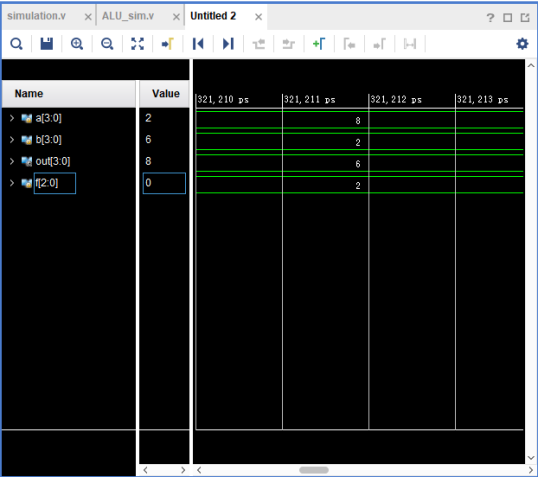 simulation.v × ALU_sim.v × Untitled 2 ×
Name Value
321,210 ps 321,211 ps 321,212 ps 321,213 ps
> a[3:0] 2 8
> b[3:0] 6 2
> out[3:0] 8 6
> f[2:0] 0 2